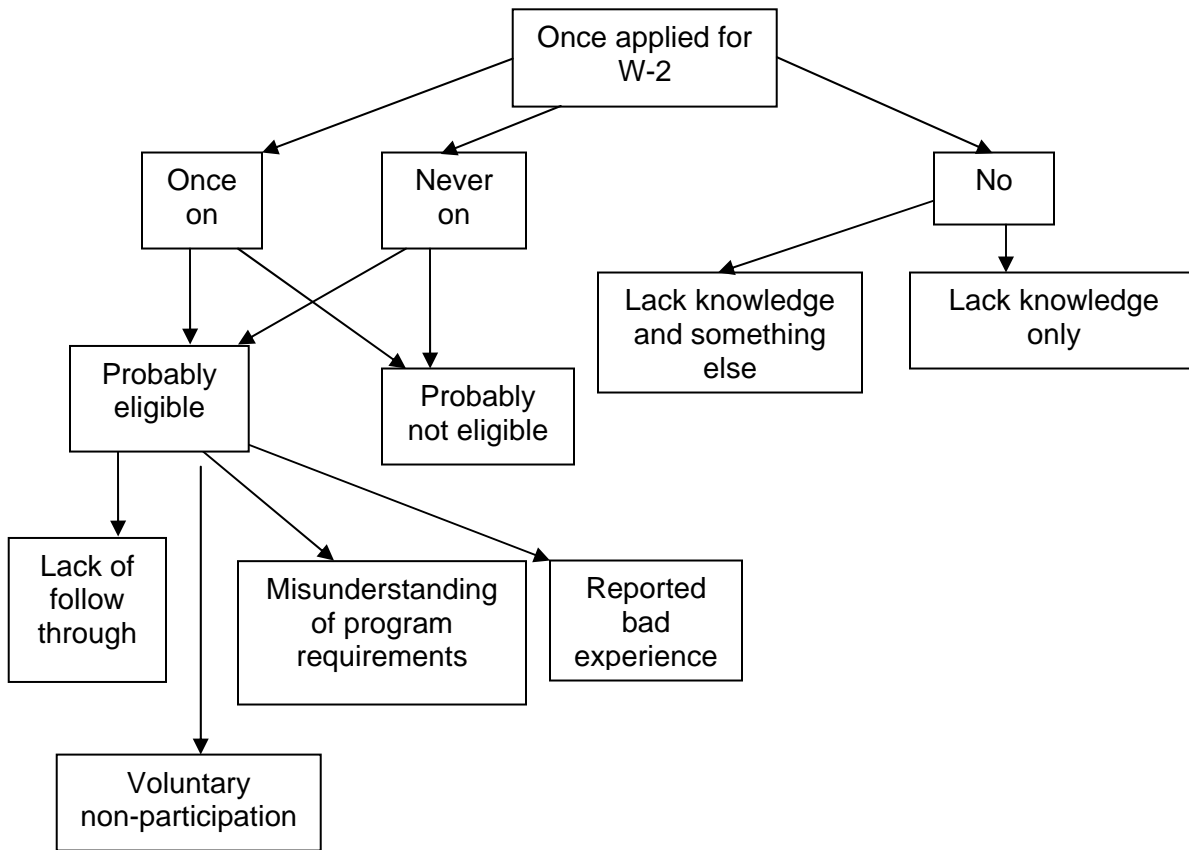 Once applied for
W-2
Once
on
Never
on
No
Lack knowledge
and something
else
Lack knowledge
only
Probably
eligible
Probably
not eligible
Lack of
follow
through
Misunderstanding
of program
requirements
Reported
bad
experience
Voluntary
non-participation